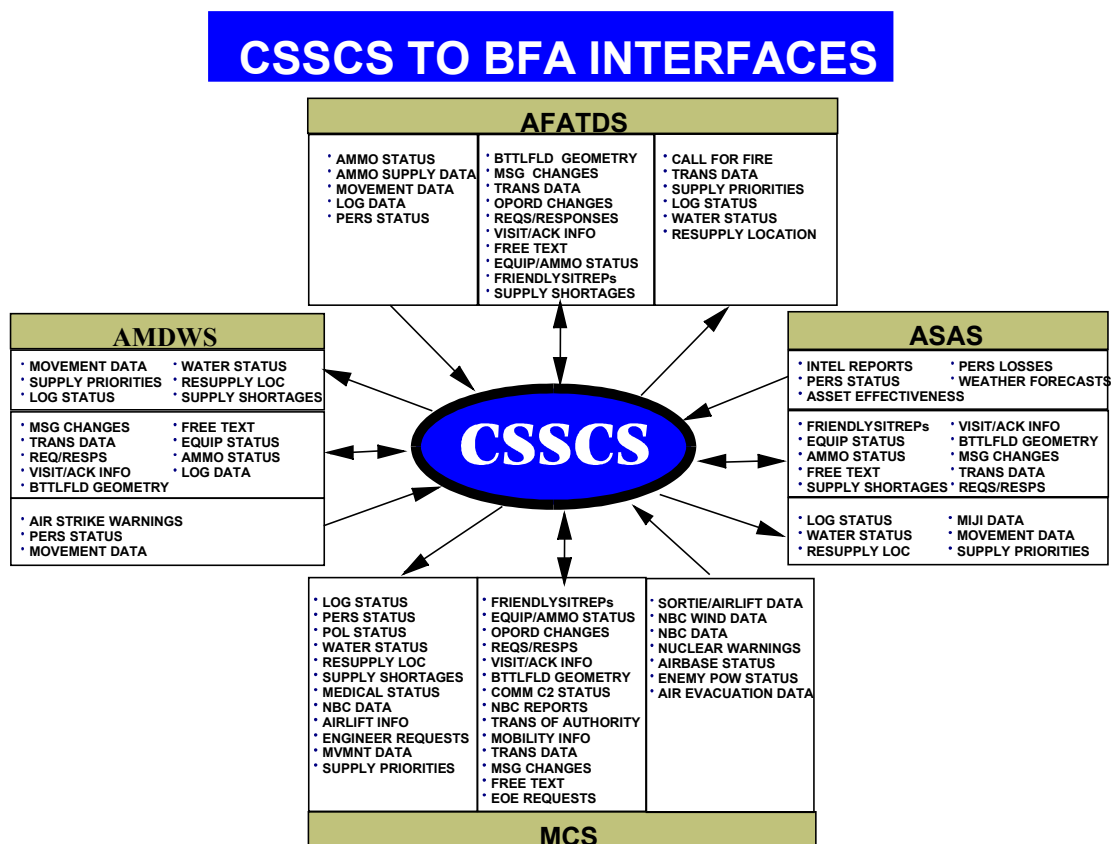 CSSCS TO BFA INTERFACES
AFATDS
· AMMO STATUS
· AMMO SUPPLY DATA
· MOVEMENT DATA
· LOG DATA
· PERS STATUS
· BTTLFLD GEOMETRY
· MSG CHANGES
· TRANS DATA
· OPORD CHANGES
· REQS/RESPONSES
· VISIT/ACK INFO
· FREE TEXT
· EQUIP/AMMO STATUS
· FRIENDLYSITREPs
· SUPPLY SHORTAGES
· CALL FOR FIRE
· TRANS DATA
· SUPPLY PRIORITIES
· LOG STATUS
· WATER STATUS
· RESUPPLY LOCATION
AMDWS
· MOVEMENT DATA
· SUPPLY PRIORITIES
· LOG STATUS
· WATER STATUS
· RESUPPLY LOC
· SUPPLY SHORTAGES
· MSG CHANGES
· TRANS DATA
· REQ/RESPS
· VISIT/ACK INFO
· BTTLFLD GEOMETRY
· FREE TEXT
· EQUIP STATUS
· AMMO STATUS
· LOG DATA
· AIR STRIKE WARNINGS
· PERS STATUS
· MOVEMENT DATA
CSSCS
ASAS
· INTEL REPORTS
· PERS STATUS
· ASSET EFFECTIVENESS
· PERS LOSSES
· WEATHER FORECASTS
· FRIENDLYSITREPs
· EQUIP STATUS
· AMMO STATUS
· FREE TEXT
· SUPPLY SHORTAGES
· VISIT/ACK INFO
· BTTLFLD GEOMETRY
· MSG CHANGES
· TRANS DATA
· REQS/RESPS
· LOG STATUS
· WATER STATUS
· RESUPPLY LOC
· MIJI DATA
· MOVEMENT DATA
· SUPPLY PRIORITIES
· LOG STATUS
· PERS STATUS
· POL STATUS
· WATER STATUS
· RESUPPLY LOC
· SUPPLY SHORTAGES
· MEDICAL STATUS
· NBC DATA
· AIRLIFT INFO
· ENGINEER REQUESTS
· MVMNT DATA
· SUPPLY PRIORITIES
· FRIENDLYSITREPs
· EQUIP/AMMO STATUS
· OPORD CHANGES
· REQS/RESPS
· VISIT/ACK INFO
· BTTLFLD GEOMETRY
· COMM C2 STATUS
· NBC REPORTS
· TRANS OF AUTHORITY
· MOBILITY INFO
· TRANS DATA
· MSG CHANGES
· FREE TEXT
· EOE REQUESTS
· SORTIE/AIRLIFT DATA
· NBC WIND DATA
· NBC DATA
· NUCLEAR WARNINGS
· AIRBASE STATUS
· ENEMY POW STATUS
· AIR EVACUATION DATA
MCS